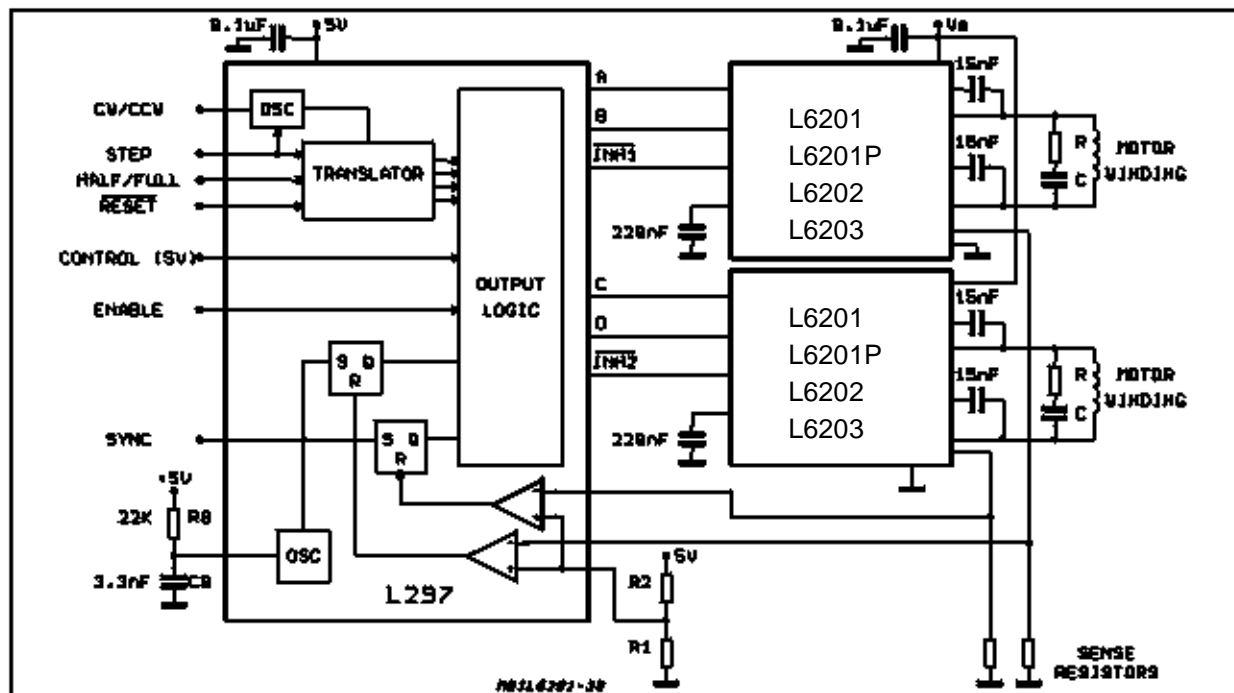 0.1uF
5V
0.1uF
Vs
15nF
A
CW/CCW
OSC
B
L6201
STEP
INH1
L6201P
15nF
R
MOTOR
HALF/FULL
TRANSLATOR
C
WINDING
RESET
L6202
220nF
L6203
CONTROL (5V)
OUTPUT
LOGIC
C
15nF
ENABLE
D
L6201
S Q
R
INH2
L6201P
15nF
R
MOTOR
L6202
C
WINDING
SYNC
S Q
R
220nF
L6203
+5V
22K
R8
5V
OSC
3.3nF
C8
R2
L297
R1
SENSE
RESISTORS